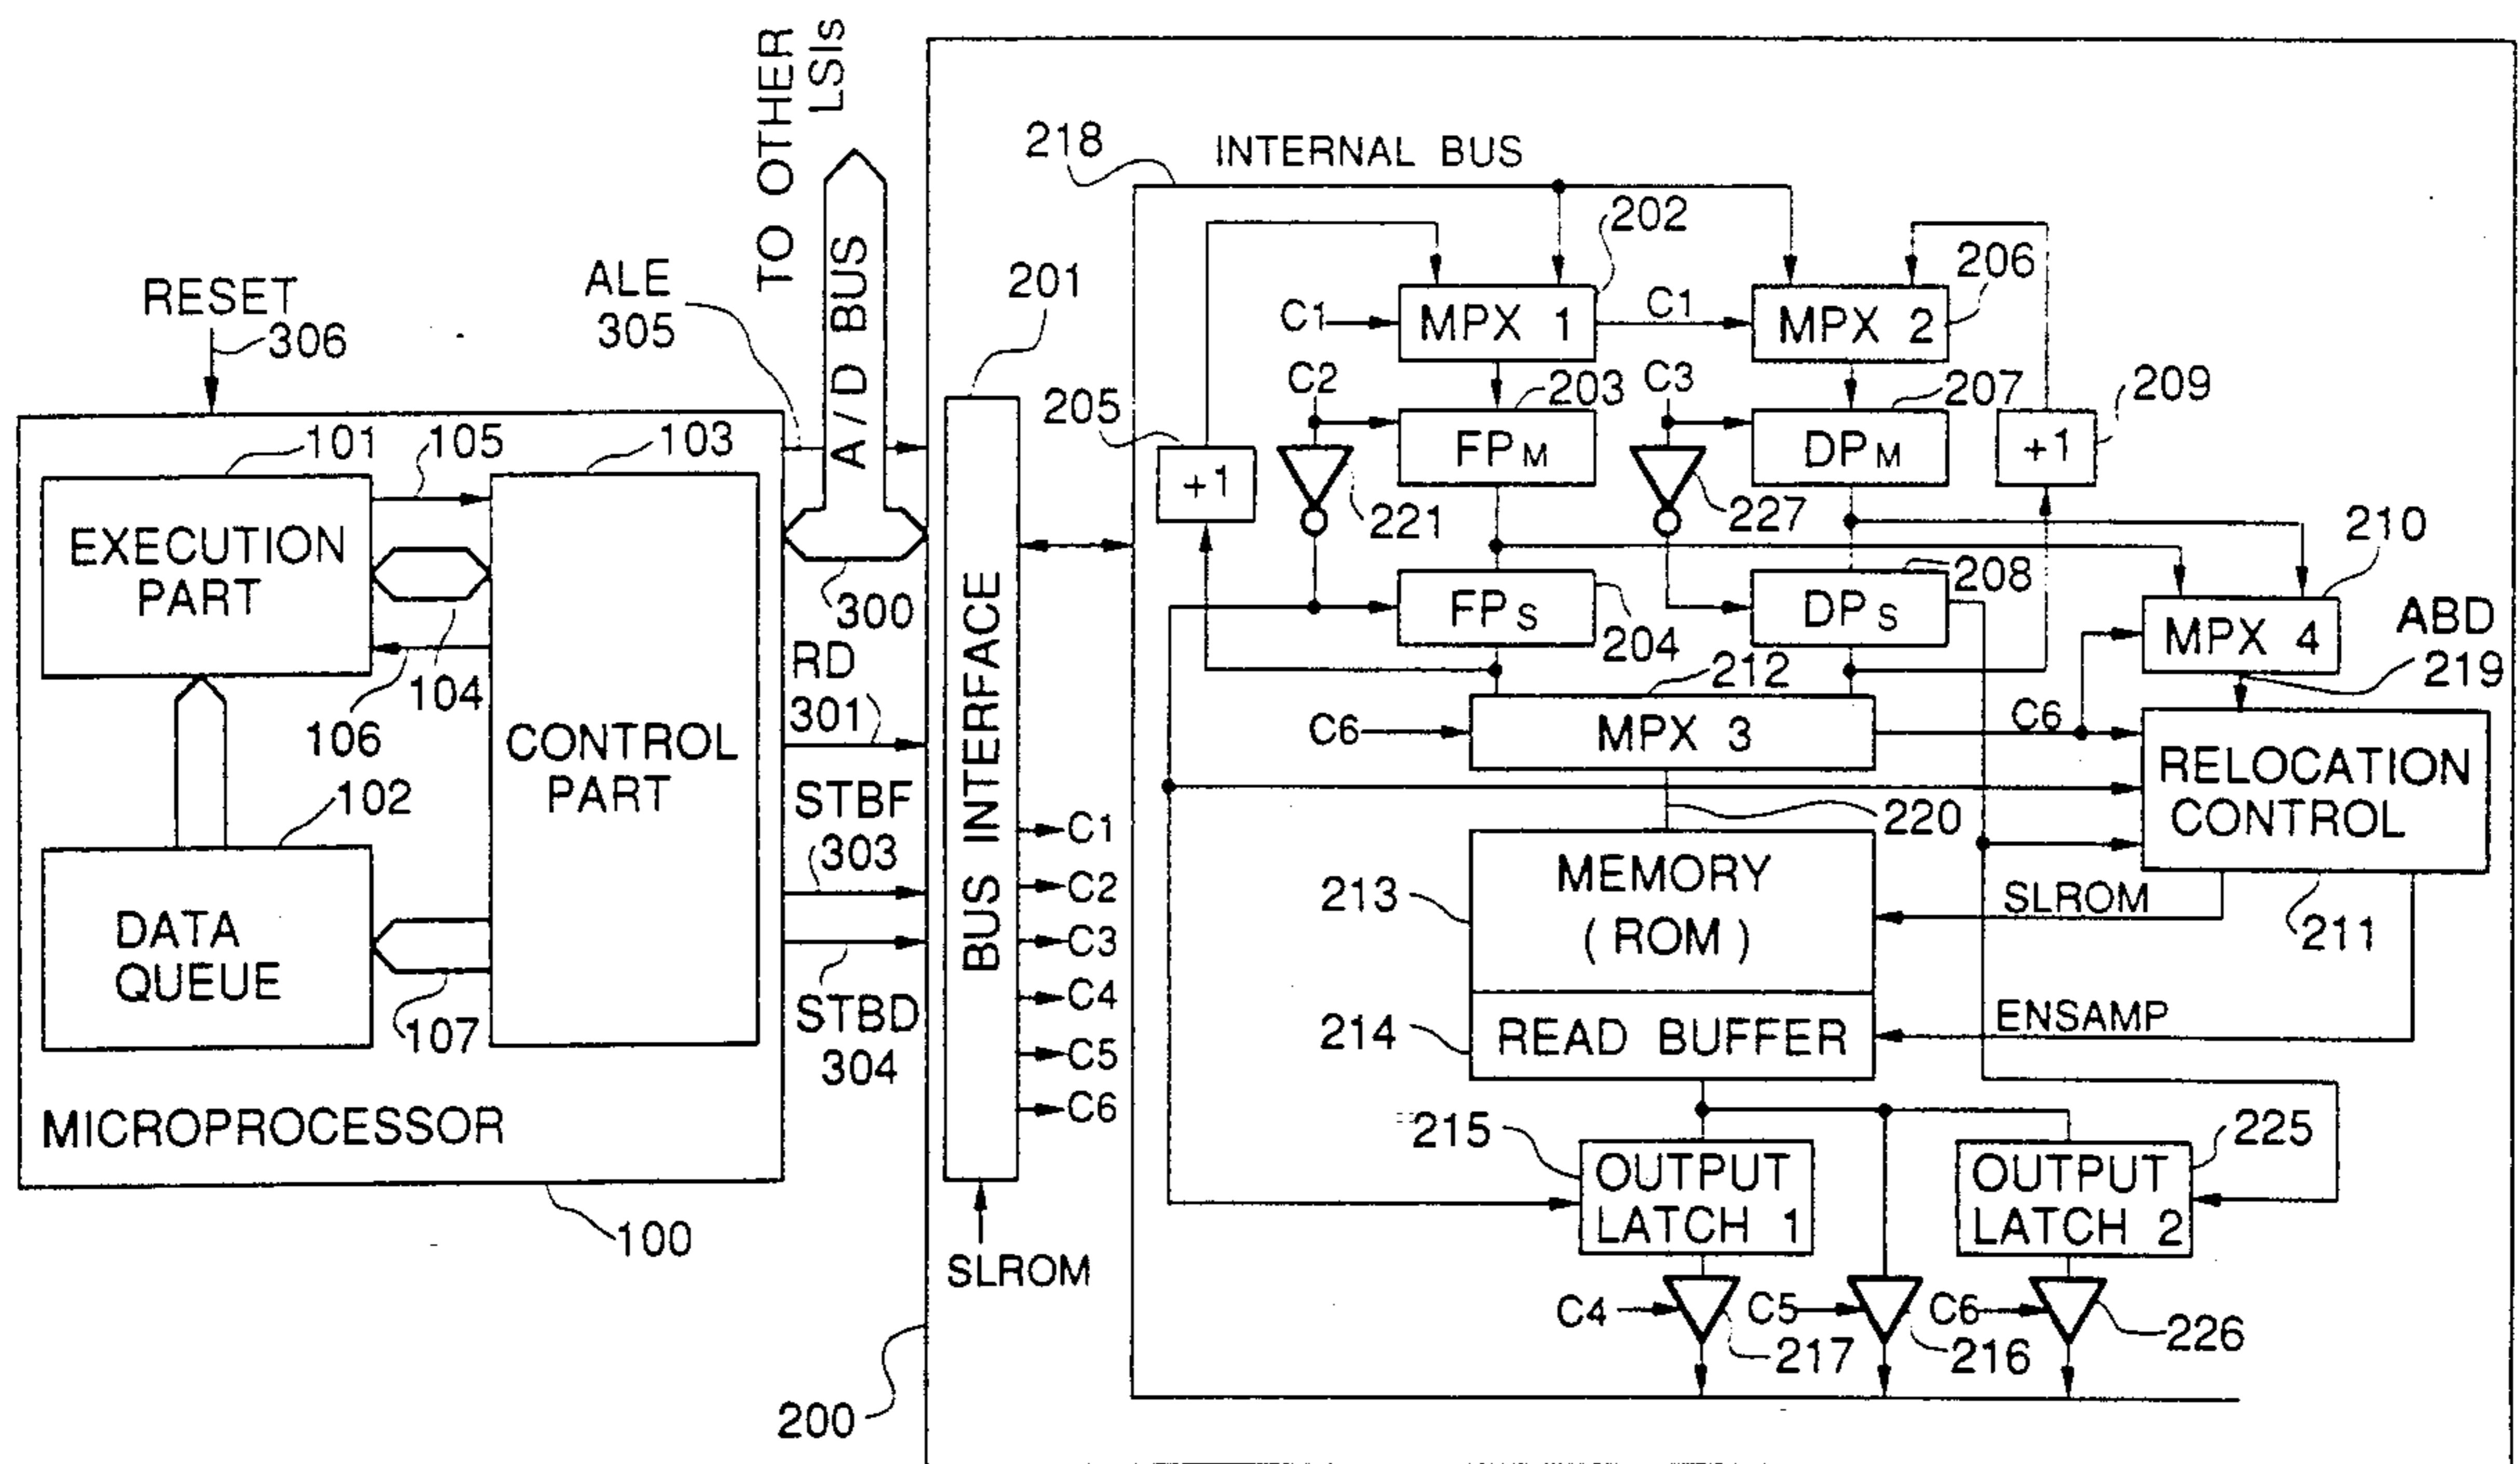 TO OTHER
LSIs
A/D BUS
RESET
306
ALE
305
101
105
103
EXECUTION
PART
106
104
CONTROL
PART
102
DATA
QUEUE
107
MICROPROCESSOR
100
300
RD
301
STBF
303
STBD
304
201
BUS INTERFACE
C1
C2
C3
C4
C5
C6
SLROM
200
218
INTERNAL BUS
202
206
C1
MPX 1
C1
MPX 2
C2
203
C3
207
209
205
+1
FPM
DPM
+1
221
227
210
FPS
204
DPS
208
MPX 4
ABD
219
212
C6
MPX 3
C6
RELOCATION
CONTROL
220
213
MEMORY
(ROM)
SLROM
211
214
READ BUFFER
ENSAMP
215
OUTPUT
LATCH 1
OUTPUT
LATCH 2
225
C4
217
C5
216
C6
226